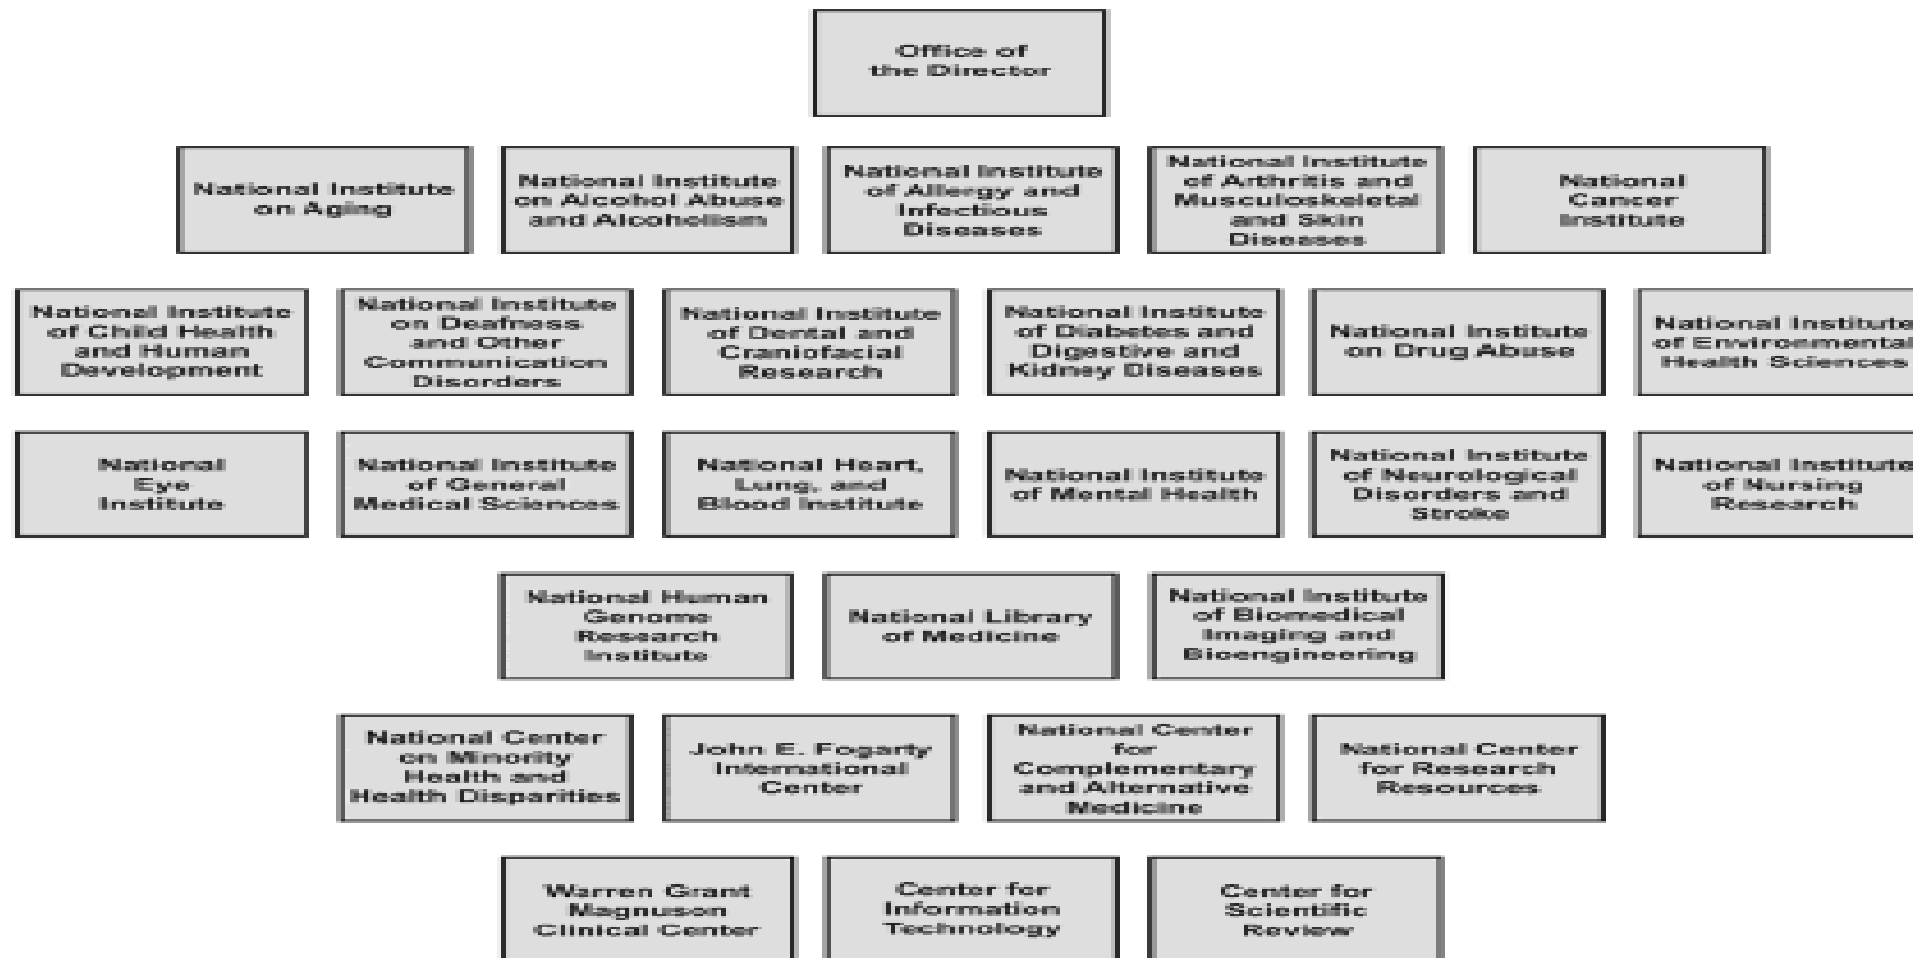 Office of
the Director
National Institute
on Aging
National Institute
on Alcohol Abuse
and Alcoholism
National Institute
of Allergy and
Infectious
Diseases
National Institute
of Arthritis and
Musculoskeletal
and Skin
Diseases
National
Cancer
Institute
National Institute
of Child Health
and Human
Development
National Institute
on Deafness
and Other
Communication
Disorders
National Institute
of Dental and
Craniofacial
Research
National Institute
of Diabetes and
Digestive and
Kidney Diseases
National Institute
on Drug Abuse
National Institute
of Environmental
Health Sciences
National
Eye
Institute
National Institute
of General
Medical Sciences
National Heart,
Lung, and
Blood Institute
National Institute
of Mental Health
National Institute
of Neurological
Disorders and
Stroke
National Institute
of Nursing
Research
National Human
Genome
Research
Institute
National Library
of Medicine
National Institute
of Biomedical
Imaging and
Bioengineering
National Center
on Minority
Health and
Health Disparities
John E. Fogarty
International
Center
National Center
for
Complementary
and Alternative
Medicine
National Center
for Research
Resources
Warren Grant
Magnuson
Clinical Center
Center for
Information
Technology
Center for
Scientific
Review